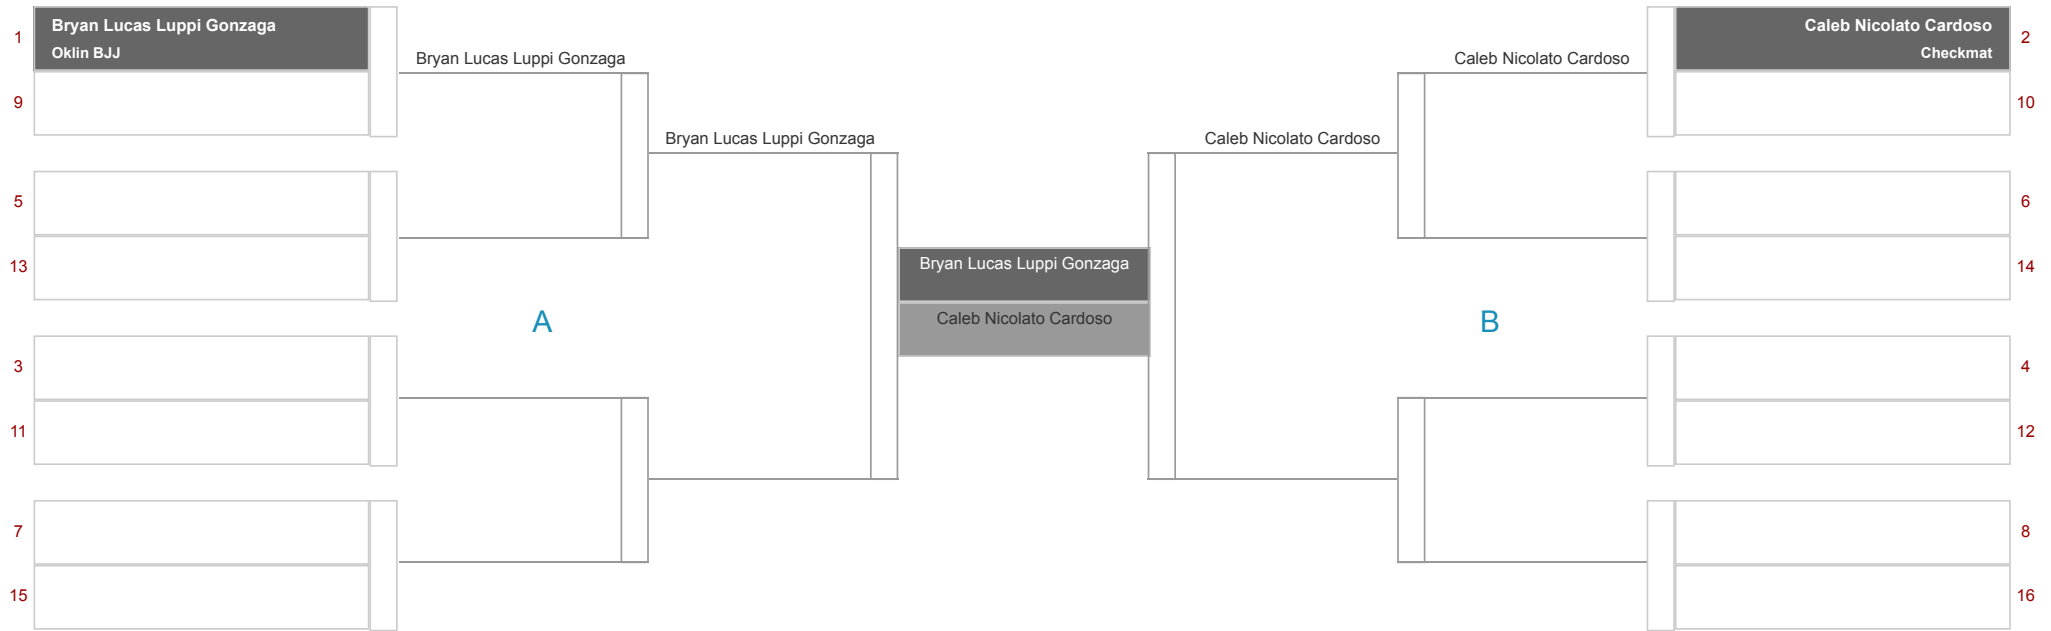 1
Bryan Lucas Luppi Gonzaga
Oklin BJJ
9
5
13
3
11
7
15
Bryan Lucas Luppi Gonzaga
Bryan Lucas Luppi Gonzaga
A
Bryan Lucas Luppi Gonzaga
Caleb Nicolato Cardoso
Caleb Nicolato Cardoso
Caleb Nicolato Cardoso
B
Caleb Nicolato Cardoso
Checkmat
2
10
6
14
4
12
8
16